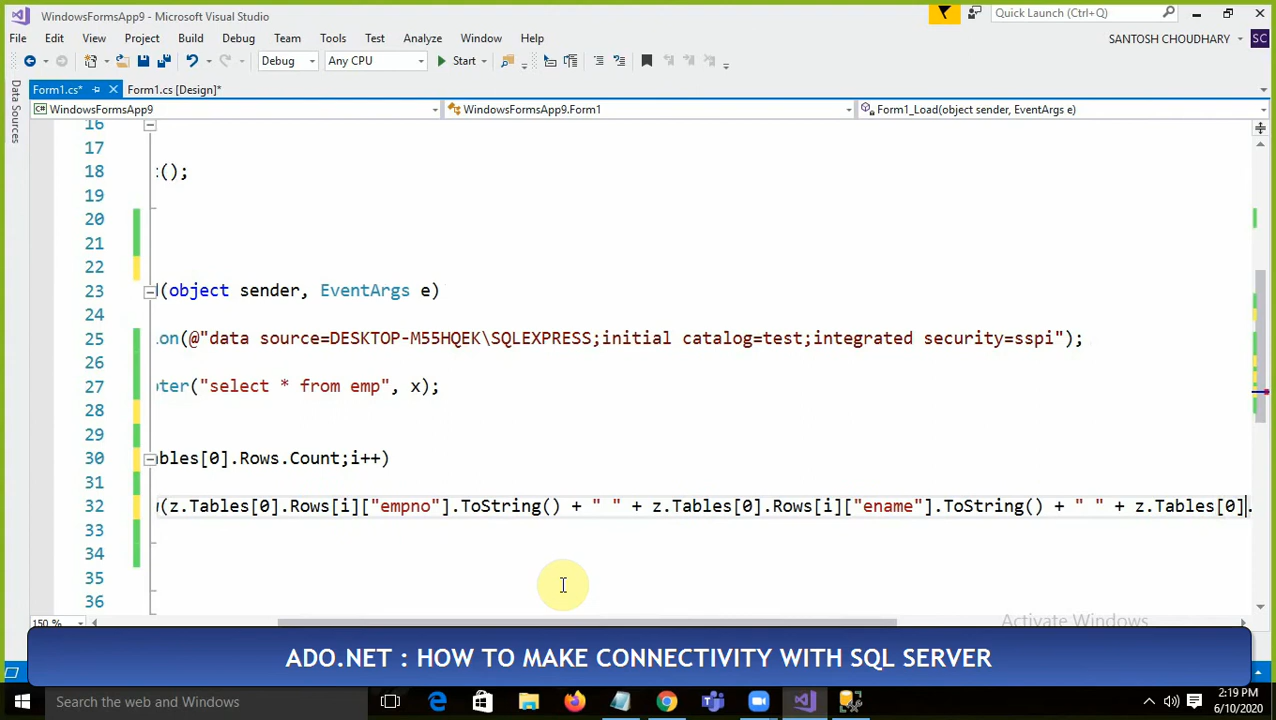 WindowsFormsApp9 - Microsoft Visual Studio
Quick Launch (Ctrl+Q)
File Edit View Project Build Debug Team Tools Test Analyze Window Help
SANTOSH CHOUDHARY SC
Debug Any CPU Start
Form1.cs* Form1.cs [Design]*
Data Sources
WindowsFormsApp9 WindowsFormsApp9.Form1 Form1_Load(object sender, EventArgs e)
16
17
18 :();
19
20
21
22
23 (object sender, EventArgs e)
24
25 on(@"data source=DESKTOP-M55HQEK\SQLEXPRESS;initial catalog=test;integrated security=sspi");
26
27 ter("select * from emp", x);
28
29
30 bles[0].Rows.Count;i++)
31
32 (z.Tables[0].Rows[i]["empno"].ToString() + " " + z.Tables[0].Rows[i]["ename"].ToString() + " " + z.Tables[0].
33
34
35
36
150 %
Activate Windows
ADO.NET : HOW TO MAKE CONNECTIVITY WITH SQL SERVER
Search the web and Windows
2:19 PM
6/10/2020